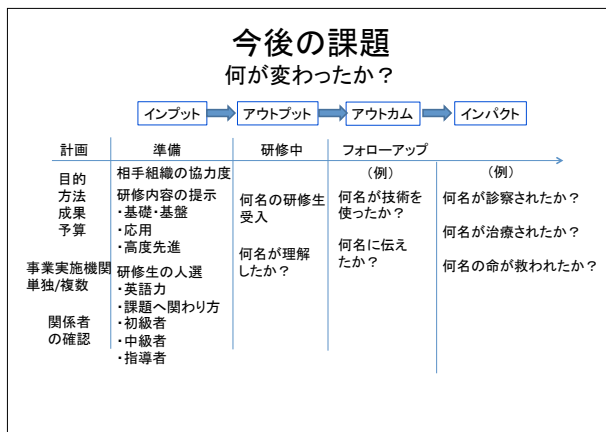 今後の課題
何が変わったか？
インプット
アウトプット
アウトカム
インパクト
計画
準備
研修中
フォローアップ
目的
方法
成果
予算
事業実施機関
単独/複数
関係者
の確認
相手組織の協力度
研修内容の提示
・基礎・基盤
・応用
・高度先進
研修生の人選
・英語力
・課題へ関わり方
・初級者
・中級者
・指導者
何名の研修生
受入
何名が理解
したか？
（例）
何名が技術を
使ったか？
何名に伝え
たか？
（例）
何名が診察されたか？
何名が治療されたか？
何名の命が救われたか？